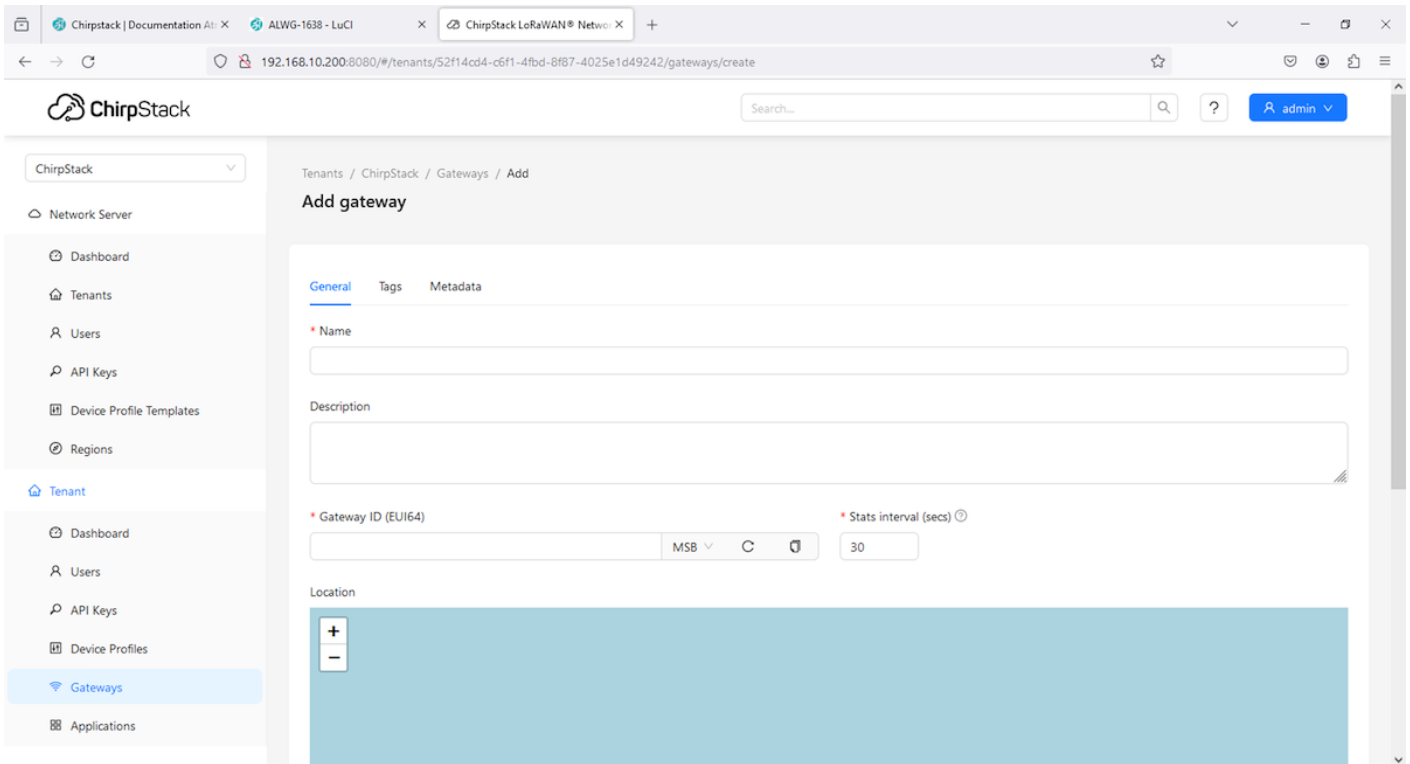 Chirpstack | Documentation At
ALWG-1638 - LuCI
ChirpStack LoRaWAN® Networ
192.168.10.200:8080/#/tenants/52f14cd4-c6f1-4fbd-8f87-4025e1d49242/gateways/create
ChirpStack
Search...
?
admin
ChirpStack
Network Server
Dashboard
Tenants
Users
API Keys
Device Profile Templates
Regions
Tenant
Dashboard
Users
API Keys
Device Profiles
Gateways
Applications
Tenants / ChirpStack / Gateways / Add
Add gateway
General Tags Metadata
* Name
Description
* Gateway ID (EUI64)
MSB
* Stats interval (secs)
30
Location
+
−